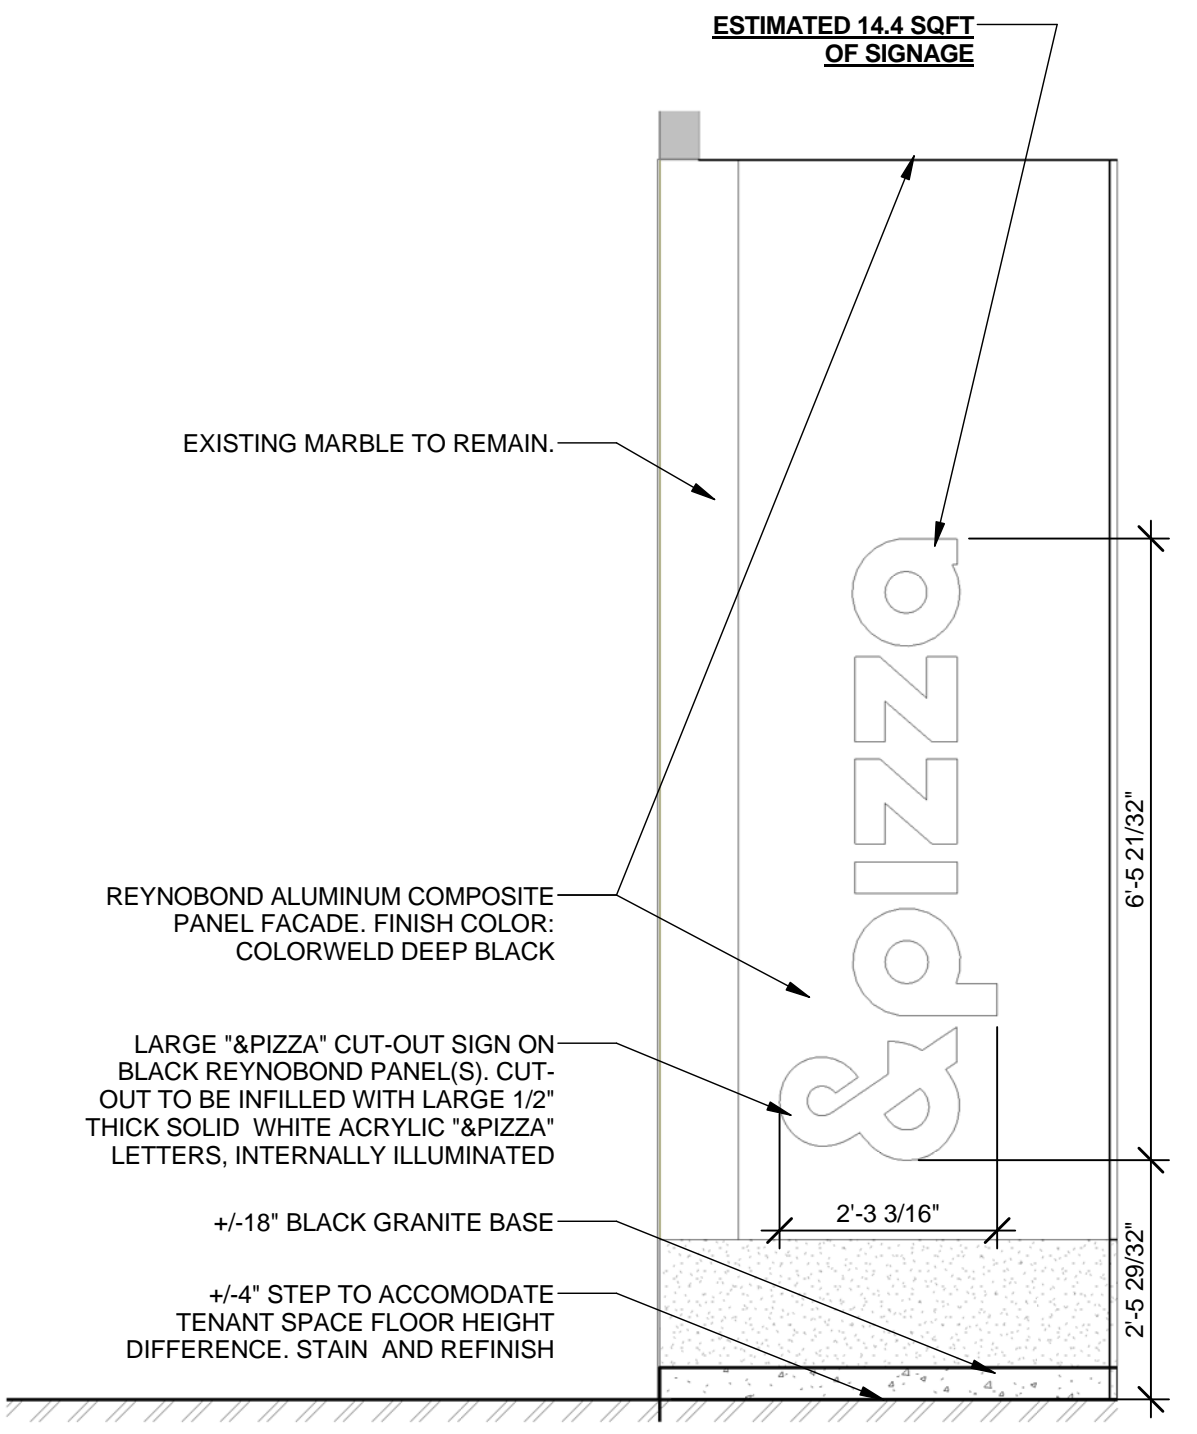 ESTIMATED 14.4 SQFT
OF SIGNAGE
EXISTING MARBLE TO REMAIN.
REYNOBOND ALUMINUM COMPOSITE
PANEL FACADE. FINISH COLOR:
COLORWELD DEEP BLACK
LARGE "&PIZZA" CUT-OUT SIGN ON
BLACK REYNOBOND PANEL(S). CUT-
OUT TO BE INFILLED WITH LARGE 1/2"
THICK SOLID  WHITE ACRYLIC "&PIZZA"
LETTERS, INTERNALLY ILLUMINATED
+/-18" BLACK GRANITE BASE
+/-4" STEP TO ACCOMODATE
TENANT SPACE FLOOR HEIGHT
DIFFERENCE. STAIN  AND REFINISH
&pizza
6'-5 21/32"
2'-3 3/16"
2'-5 29/32"